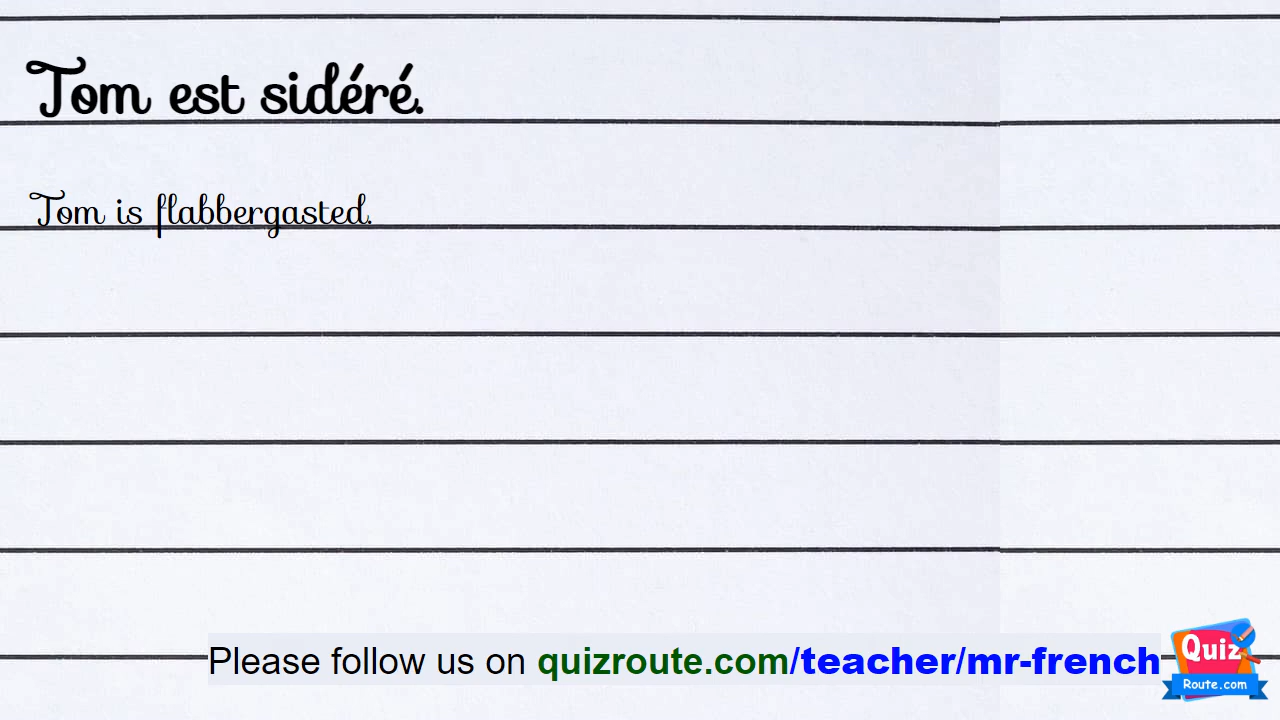 Tom est sidéré.
Tom is flabbergasted.
Please follow us on quizroute.com/teacher/mr-french
Quiz
Route.com